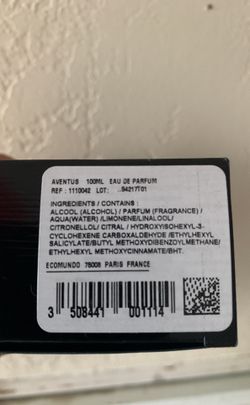 AVENTUS 100ML EAU DE PARFUM
REF : 1110042 LOT: ..S4217T01
INGREDIENTS / CONTAINS :
ALCOOL (ALCOHOL) / PARFUM (FRAGRANCE) /
AQUA(WATER) /LIMONENE/LINALOOL/
CITRONELLOL/ CITRAL / HYDROXYISOHEXYL-3-
CYCLOHEXENE CARBOXALDEHYDE /ETHYLHEXYL
SALICYLATE/BUTYL METHOXYDIBENZOYLMETHANE/
ETHYLHEXYL METHOXYCINNAMATE/BHT.
ECOMUNDO 75008 PARIS FRANCE
3 508441 001114